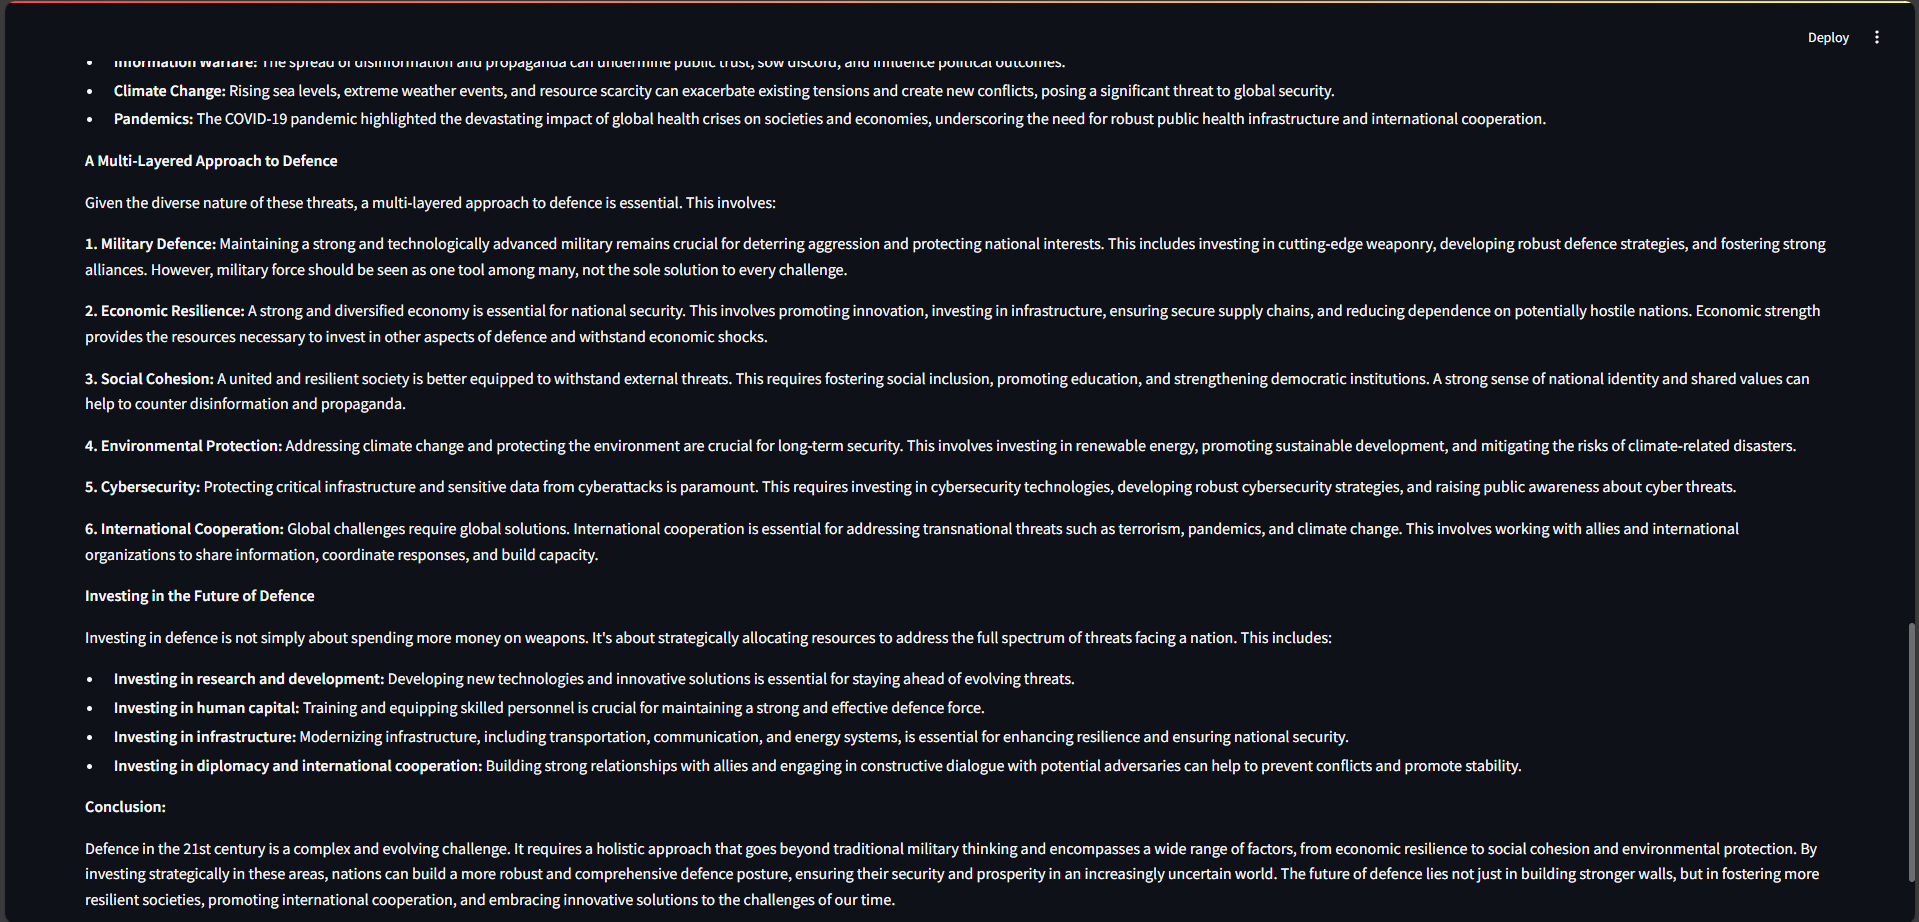 Deploy
• Information Warfare: The spread of disinformation and propaganda can undermine public trust, sow discord, and influence political outcomes.
• Climate Change: Rising sea levels, extreme weather events, and resource scarcity can exacerbate existing tensions and create new conflicts, posing a significant threat to global security.
• Pandemics: The COVID-19 pandemic highlighted the devastating impact of global health crises on societies and economies, underscoring the need for robust public health infrastructure and international cooperation.
A Multi-Layered Approach to Defence
Given the diverse nature of these threats, a multi-layered approach to defence is essential. This involves:
1. Military Defence: Maintaining a strong and technologically advanced military remains crucial for deterring aggression and protecting national interests. This includes investing in cutting-edge weaponry, developing robust defence strategies, and fostering strong
alliances. However, military force should be seen as one tool among many, not the sole solution to every challenge.
2. Economic Resilience: A strong and diversified economy is essential for national security. This involves promoting innovation, investing in infrastructure, ensuring secure supply chains, and reducing dependence on potentially hostile nations. Economic strength
provides the resources necessary to invest in other aspects of defence and withstand economic shocks.
3. Social Cohesion: A united and resilient society is better equipped to withstand external threats. This requires fostering social inclusion, promoting education, and strengthening democratic institutions. A strong sense of national identity and shared values can
help to counter disinformation and propaganda.
4. Environmental Protection: Addressing climate change and protecting the environment are crucial for long-term security. This involves investing in renewable energy, promoting sustainable development, and mitigating the risks of climate-related disasters.
5. Cybersecurity: Protecting critical infrastructure and sensitive data from cyberattacks is paramount. This requires investing in cybersecurity technologies, developing robust cybersecurity strategies, and raising public awareness about cyber threats.
6. International Cooperation: Global challenges require global solutions. International cooperation is essential for addressing transnational threats such as terrorism, pandemics, and climate change. This involves working with allies and international
organizations to share information, coordinate responses, and build capacity.
Investing in the Future of Defence
Investing in defence is not simply about spending more money on weapons. It's about strategically allocating resources to address the full spectrum of threats facing a nation. This includes:
• Investing in research and development: Developing new technologies and innovative solutions is essential for staying ahead of evolving threats.
• Investing in human capital: Training and equipping skilled personnel is crucial for maintaining a strong and effective defence force.
• Investing in infrastructure: Modernizing infrastructure, including transportation, communication, and energy systems, is essential for enhancing resilience and ensuring national security.
• Investing in diplomacy and international cooperation: Building strong relationships with allies and engaging in constructive dialogue with potential adversaries can help to prevent conflicts and promote stability.
Conclusion:
Defence in the 21st century is a complex and evolving challenge. It requires a holistic approach that goes beyond traditional military thinking and encompasses a wide range of factors, from economic resilience to social cohesion and environmental protection. By
investing strategically in these areas, nations can build a more robust and comprehensive defence posture, ensuring their security and prosperity in an increasingly uncertain world. The future of defence lies not just in building stronger walls, but in fostering more
resilient societies, promoting international cooperation, and embracing innovative solutions to the challenges of our time.